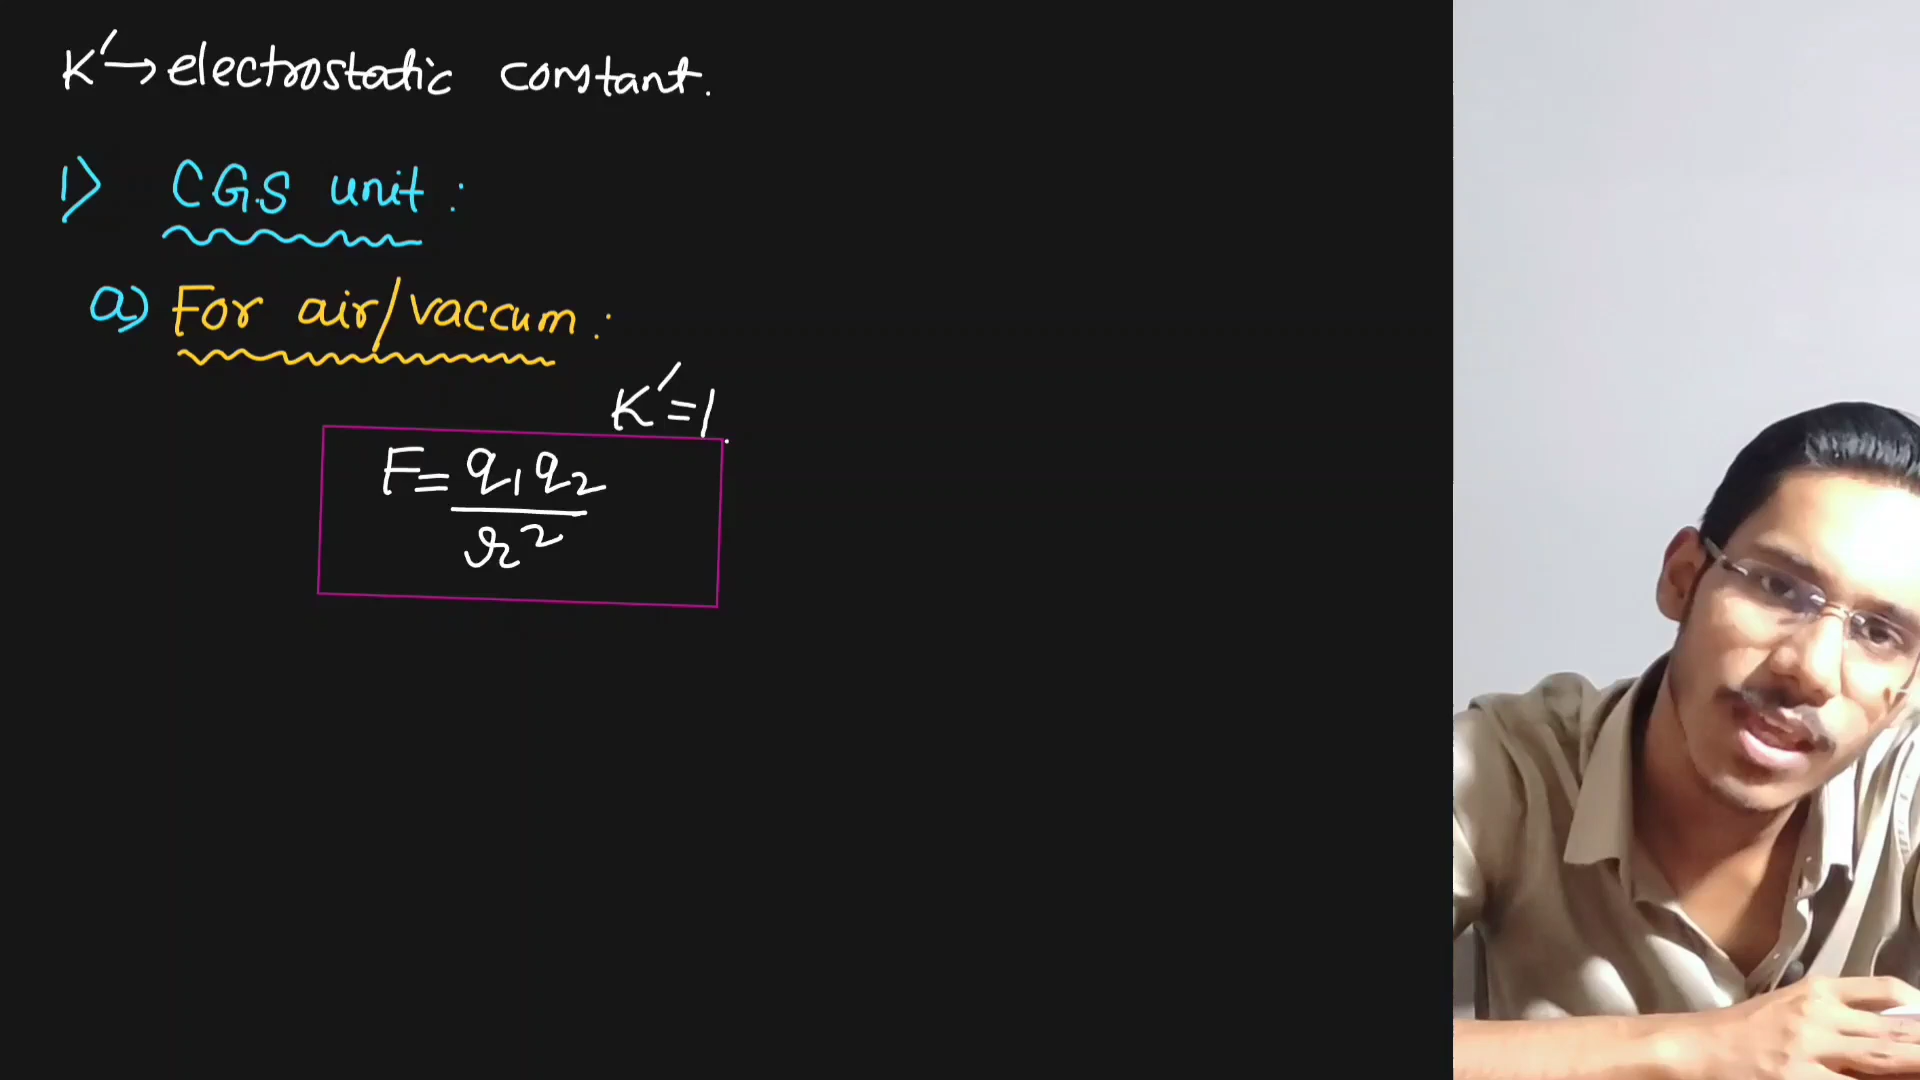 K' → electrostatic constant.
1) CGS unit :
a) For air/vaccum :
K' = 1.
F = q₁q₂
r²